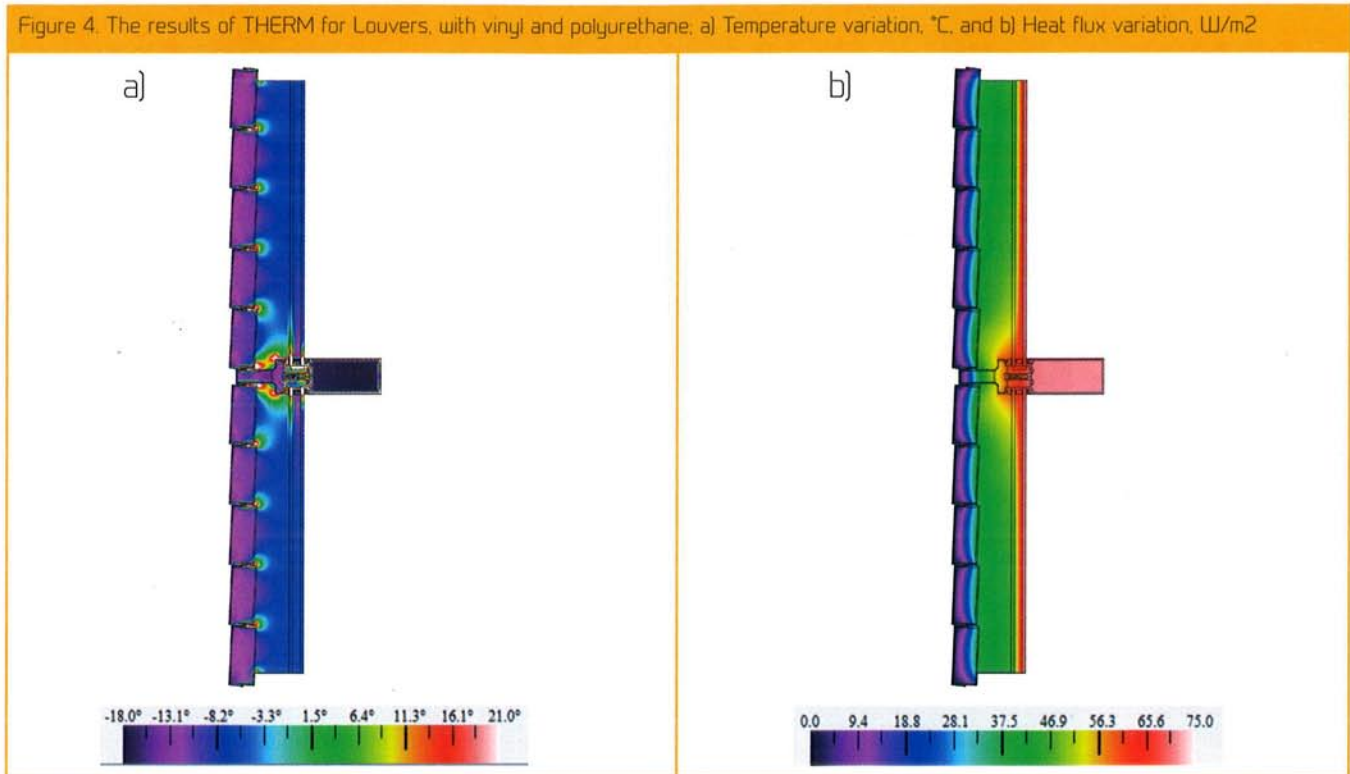 Figure 4. The results of THERM for Louvers, with vinyl and polyurethane; a) Temperature variation, °C, and b) Heat flux variation, W/m2
a)
b)
-18.0° -13.1° -8.2° -3.3° 1.5° 6.4° 11.3° 16.1° 21.0°
0.0 9.4 18.8 28.1 37.5 46.9 56.3 65.6 75.0